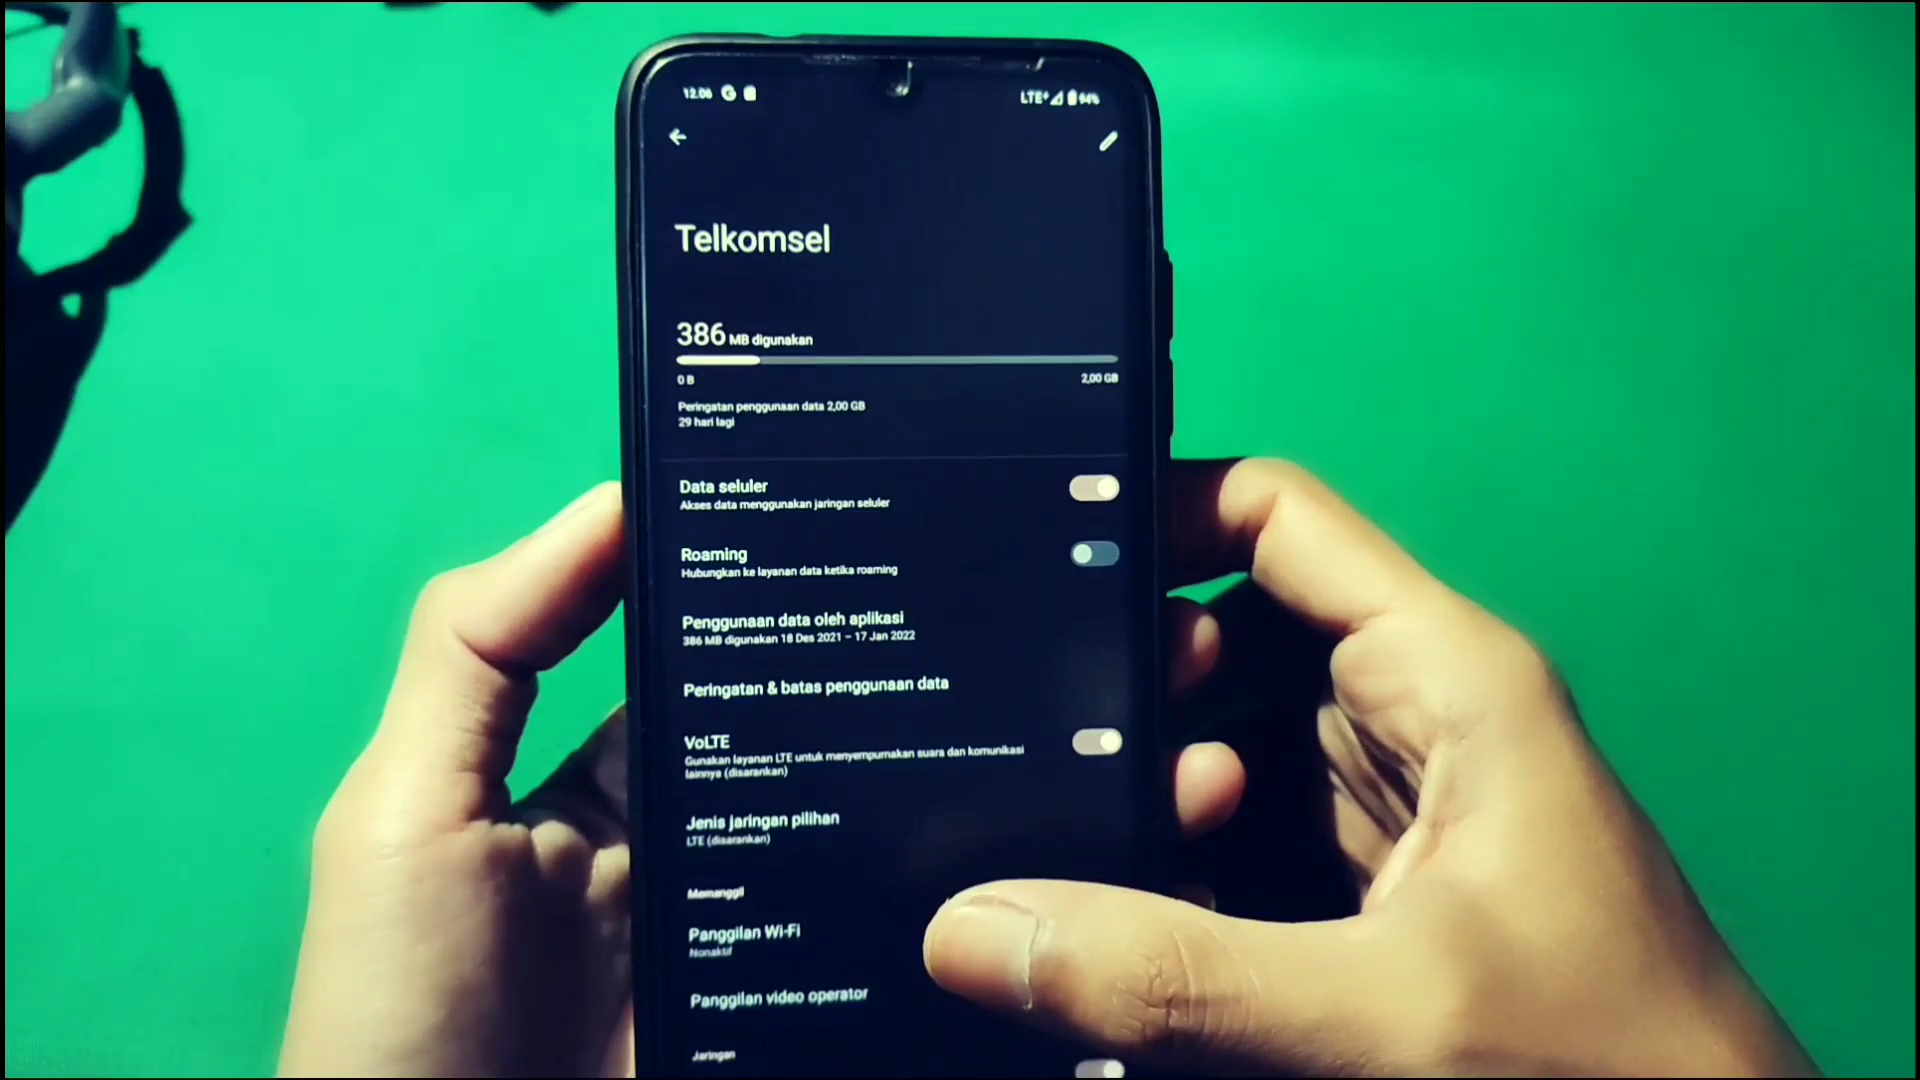 12.06
LTE+ 94%
Telkomsel
386 MB digunakan
0 B
2,00 GB
Peringatan penggunaan data 2,00 GB
29 hari lagi
Data seluler
Akses data menggunakan jaringan seluler
Roaming
Hubungkan ke layanan data ketika roaming
Penggunaan data oleh aplikasi
386 MB digunakan 18 Des 2021 – 17 Jan 2022
Peringatan & batas penggunaan data
VoLTE
Gunakan layanan LTE untuk menyempurnakan suara dan komunikasi
lainnya (disarankan)
Jenis jaringan pilihan
LTE (disarankan)
Memanggil
Panggilan Wi-Fi
Nonaktif
Panggilan video operator
Jaringan